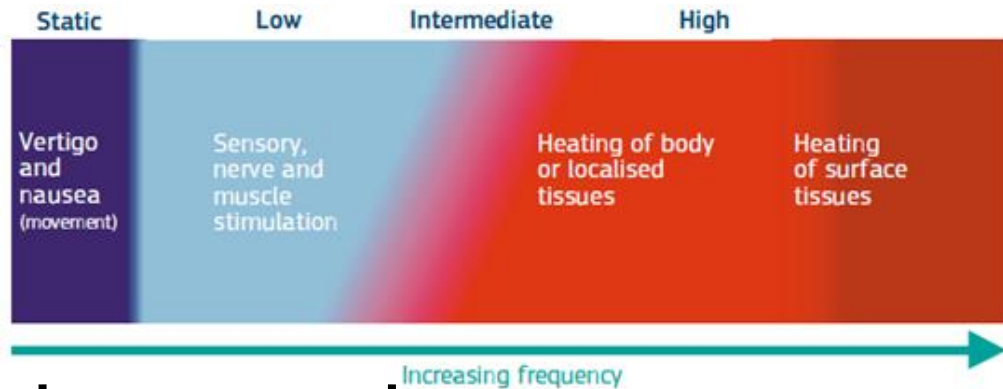 Static Low Intermediate High
Vertigo
and
nausea
(movement)
Sensory,
nerve and
muscle
stimulation
Heating of body
or localised
tissues
Heating
of surface
tissues
Increasing frequency